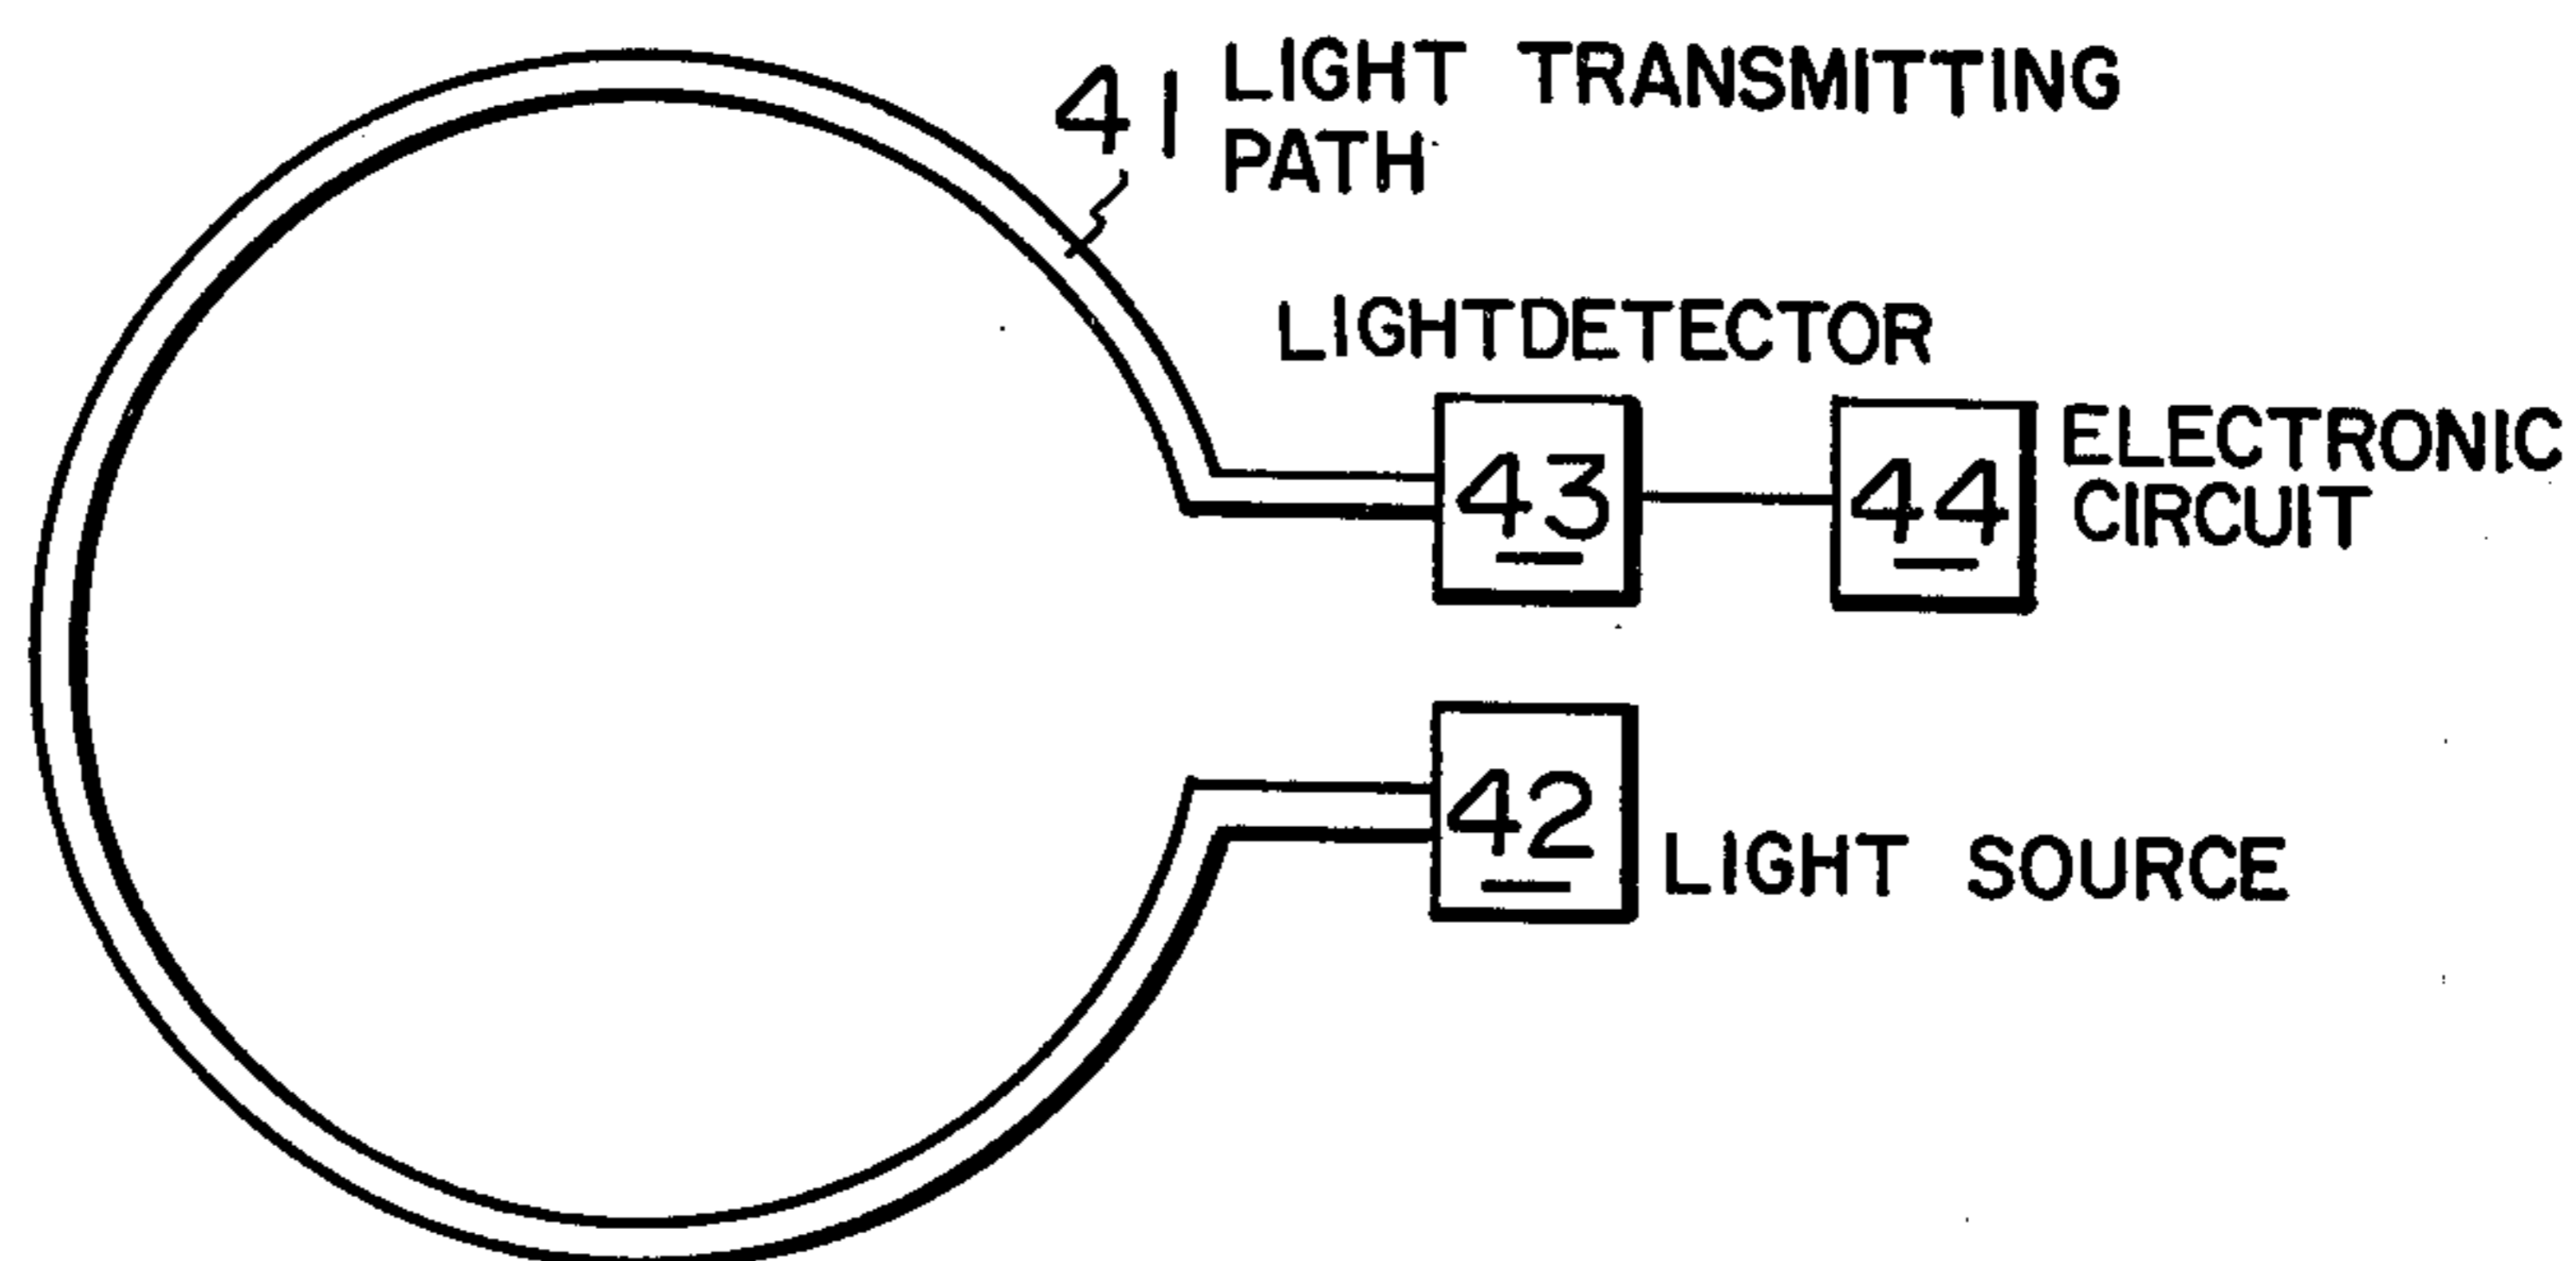 41 LIGHT TRANSMITTING
PATH
LIGHTDETECTOR
43
44
ELECTRONIC
CIRCUIT
42
LIGHT SOURCE